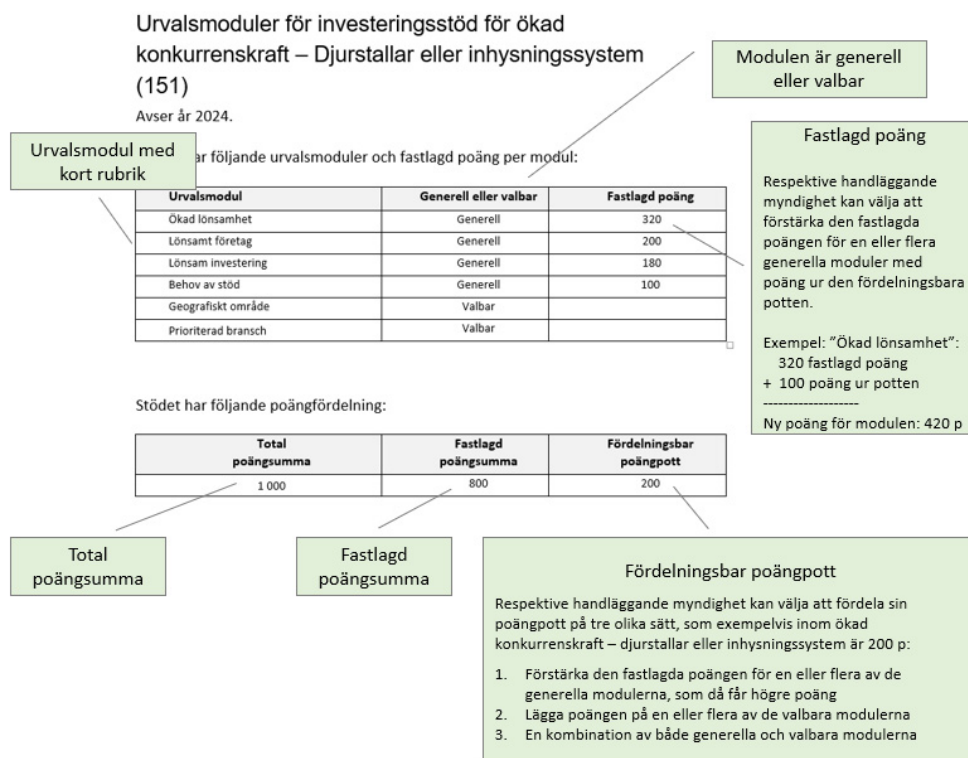 Urvalsmoduler för investeringsstöd för ökad
konkurrenskraft – Djurstallar eller inhysningssystem
(151)
Avser år 2024.
Modulen är generell
eller valbar
Urvalsmodul med
kort rubrik
ar följande urvalsmoduler och fastlagd poäng per modul:
Urvalsmodul Generell eller valbar Fastlagd poäng
Ökad lönsamhet Generell 320
Lönsamt företag Generell 200
Lönsam investering Generell 180
Behov av stöd Generell 100
Geografiskt område Valbar
Prioriterad bransch Valbar
Fastlagd poäng
Respektive handläggande
myndighet kan välja att
förstärka den fastlagda
poängen för en eller flera
generella moduler med
poäng ur den fördelningsbara
potten.
Exempel: ”Ökad lönsamhet”:
320 fastlagd poäng
+ 100 poäng ur potten
-------------------
Ny poäng för modulen: 420 p
Stödet har följande poängfördelning:
Total Fastlagd Fördelningsbar
poängsumma poängsumma poängpott
1 000 800 200
Total
poängsumma
Fastlagd
poängsumma
Fördelningsbar poängpott
Respektive handläggande myndighet kan välja att fördela sin
poängpott på tre olika sätt, som exempelvis inom ökad
konkurrenskraft – djurstallar eller inhysningssystem är 200 p:
1. Förstärka den fastlagda poängen för en eller flera av de
generella modulerna, som då får högre poäng
2. Lägga poängen på en eller flera av de valbara modulerna
3. En kombination av både generella och valbara modulerna